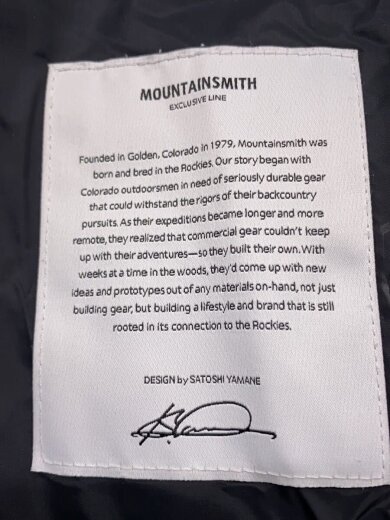 MOUNTAINSMITH
EXCLUSIVE LINE
Founded in Golden, Colorado in 1979, Mountainsmith was
born and bred in the Rockies. Our story began with
Colorado outdoorsmen in need of seriously durable gear
that could withstand the rigors of their backcountry
pursuits. As their expeditions became longer and more
remote, they realized that commercial gear couldn't keep
up with their adventures—so they built their own. With
weeks at a time in the woods, they'd come up with new
ideas and prototypes out of any materials on-hand, not just
building gear, but building a lifestyle and brand that is still
rooted in its connection to the Rockies.
DESIGN by SATOSHI YAMANE